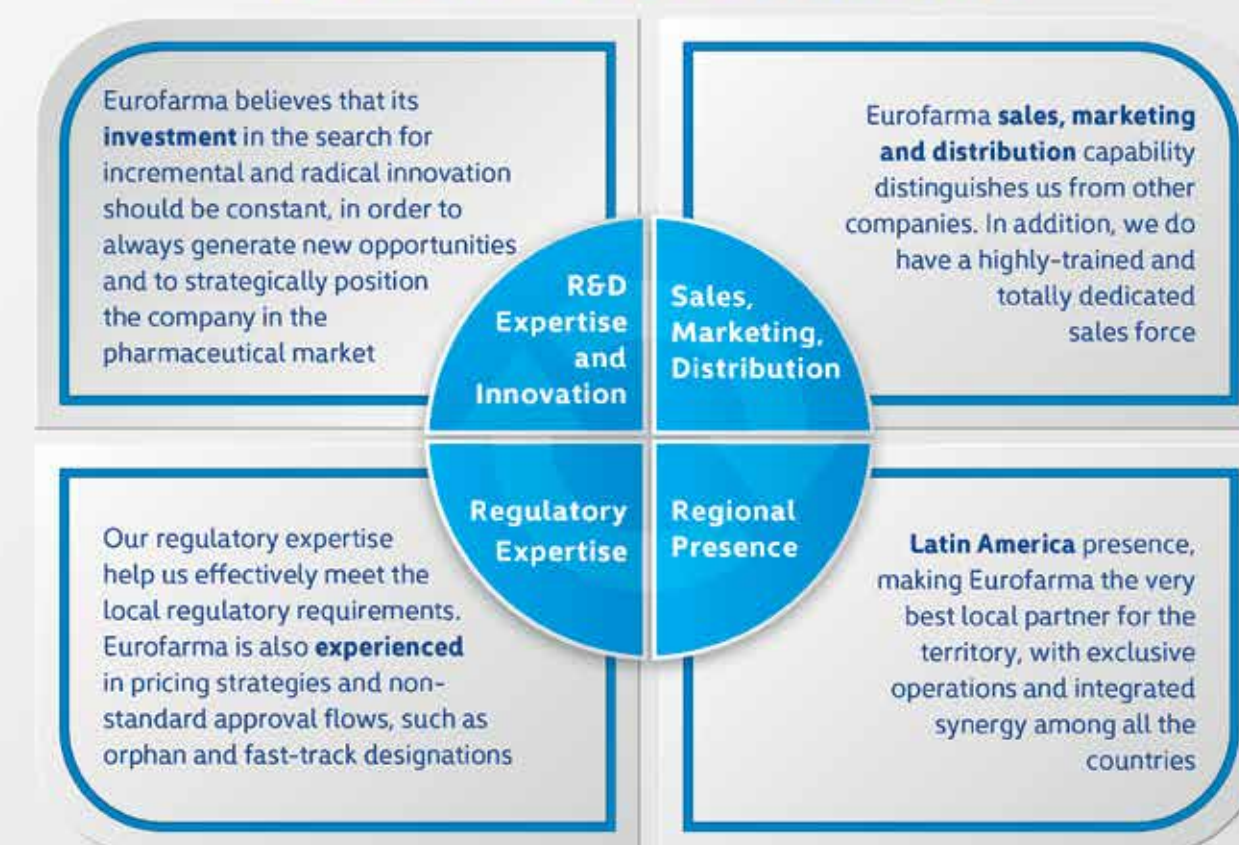 Eurofarma believes that its
investment in the search for
incremental and radical innovation
should be constant, in order to
always generate new opportunities
and to strategically position
the company in the
pharmaceutical market
R&D
Expertise
and
Innovation
Eurofarma sales, marketing
and distribution capability
distinguishes us from other
companies. In addition, we do
have a highly-trained and
totally dedicated
sales force
Sales,
Marketing,
Distribution
Our regulatory expertise
help us effectively meet the
local regulatory requirements.
Eurofarma is also experienced
in pricing strategies and non-
standard approval flows, such as
orphan and fast-track designations
Regulatory
Expertise
Regional
Presence
Latin America presence,
making Eurofarma the very
best local partner for the
territory, with exclusive
operations and integrated
synergy among all the
countries